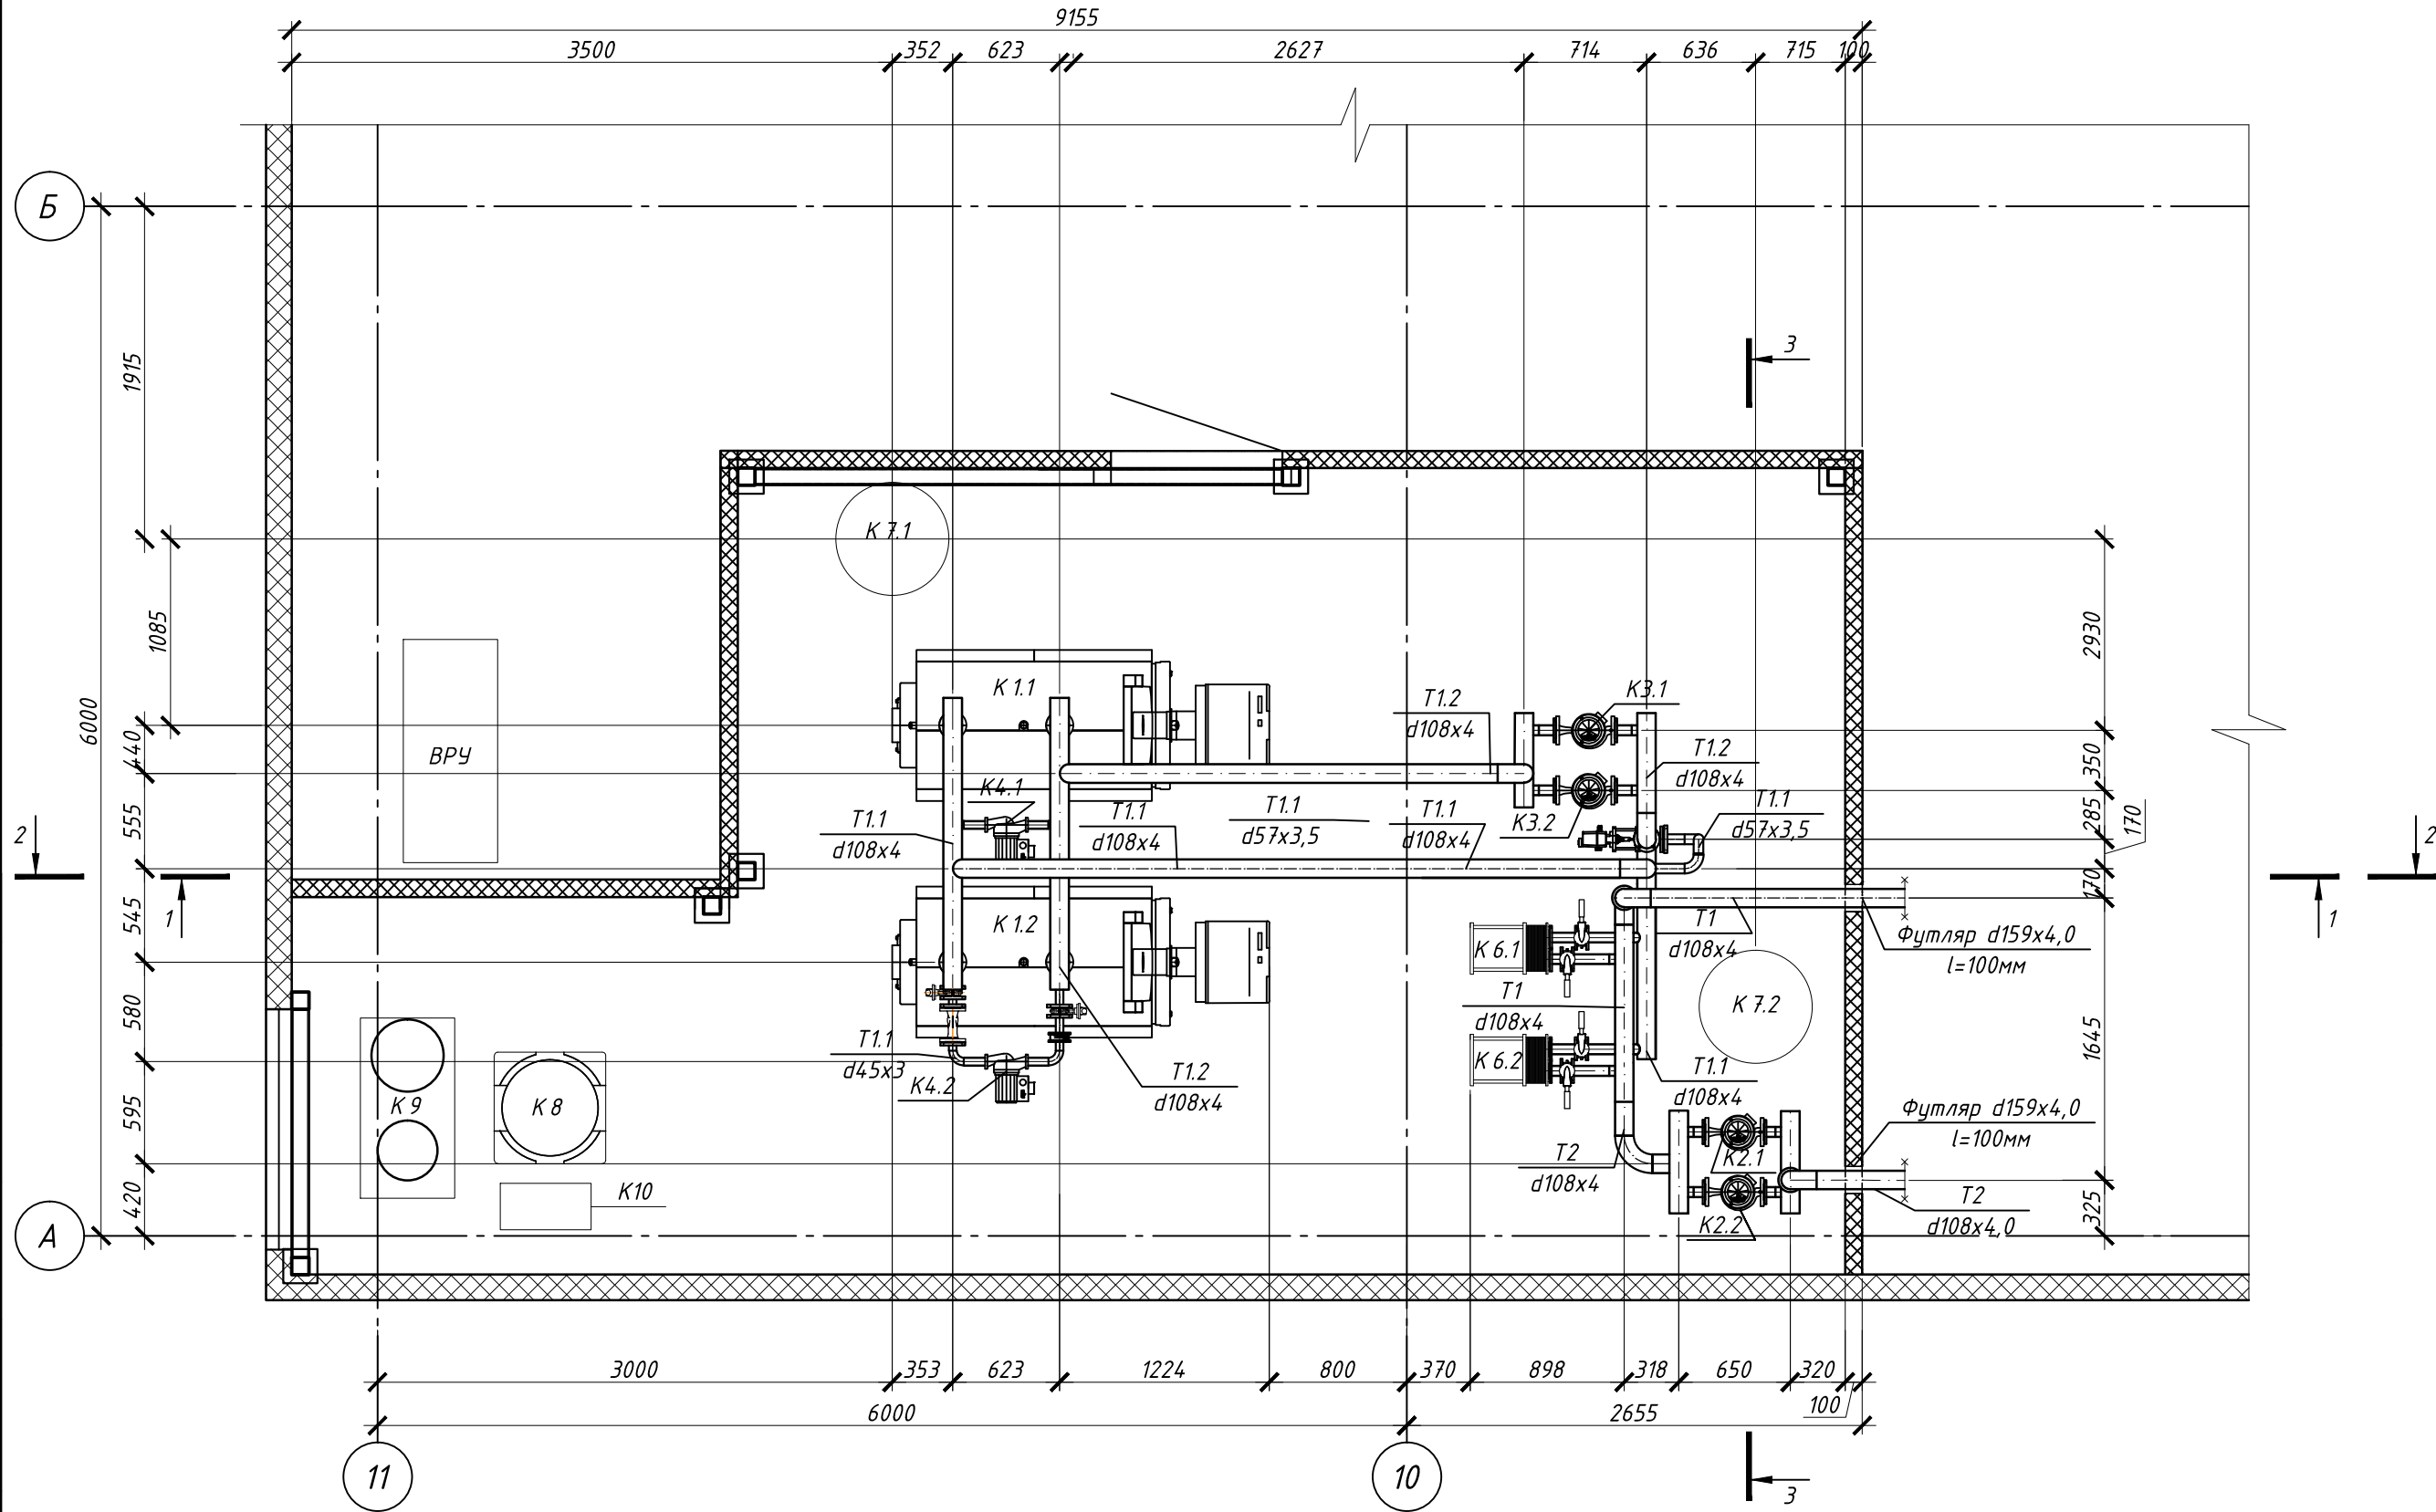 9155
3500
352
623
2627
714
636
715
100
Б
3
1915
К 7.1
1085
2930
6000
К 1.1
К3.1
Т1.2
d108х4
440
ВРУ
Т1.2
d108х4
350
К4.1
Т1.1
d108х4
Т1.1
d108х4
Т1.1
d57х3,5
Т1.1
d108х4
К3.2
Т1.1
d57х3,5
555
285
170
2
2
1
1
170
545
К 1.2
К 6.1
Т1
d108х4
Футляр d159х4,0
l=100мм
580
К 7.2
Т1
d108х4
Т1.1
d45х3
К4.2
Т1.2
d108х4
К 6.2
Т1.1
d108х4
1645
К 9
К 8
595
Футляр d159х4,0
l=100мм
Т2
d108х4
К2.1
К10
420
К2.2
Т2
d108х4,0
325
А
3000
353
623
1224
800
370
898
318
650
320
100
6000
2655
11
10
3